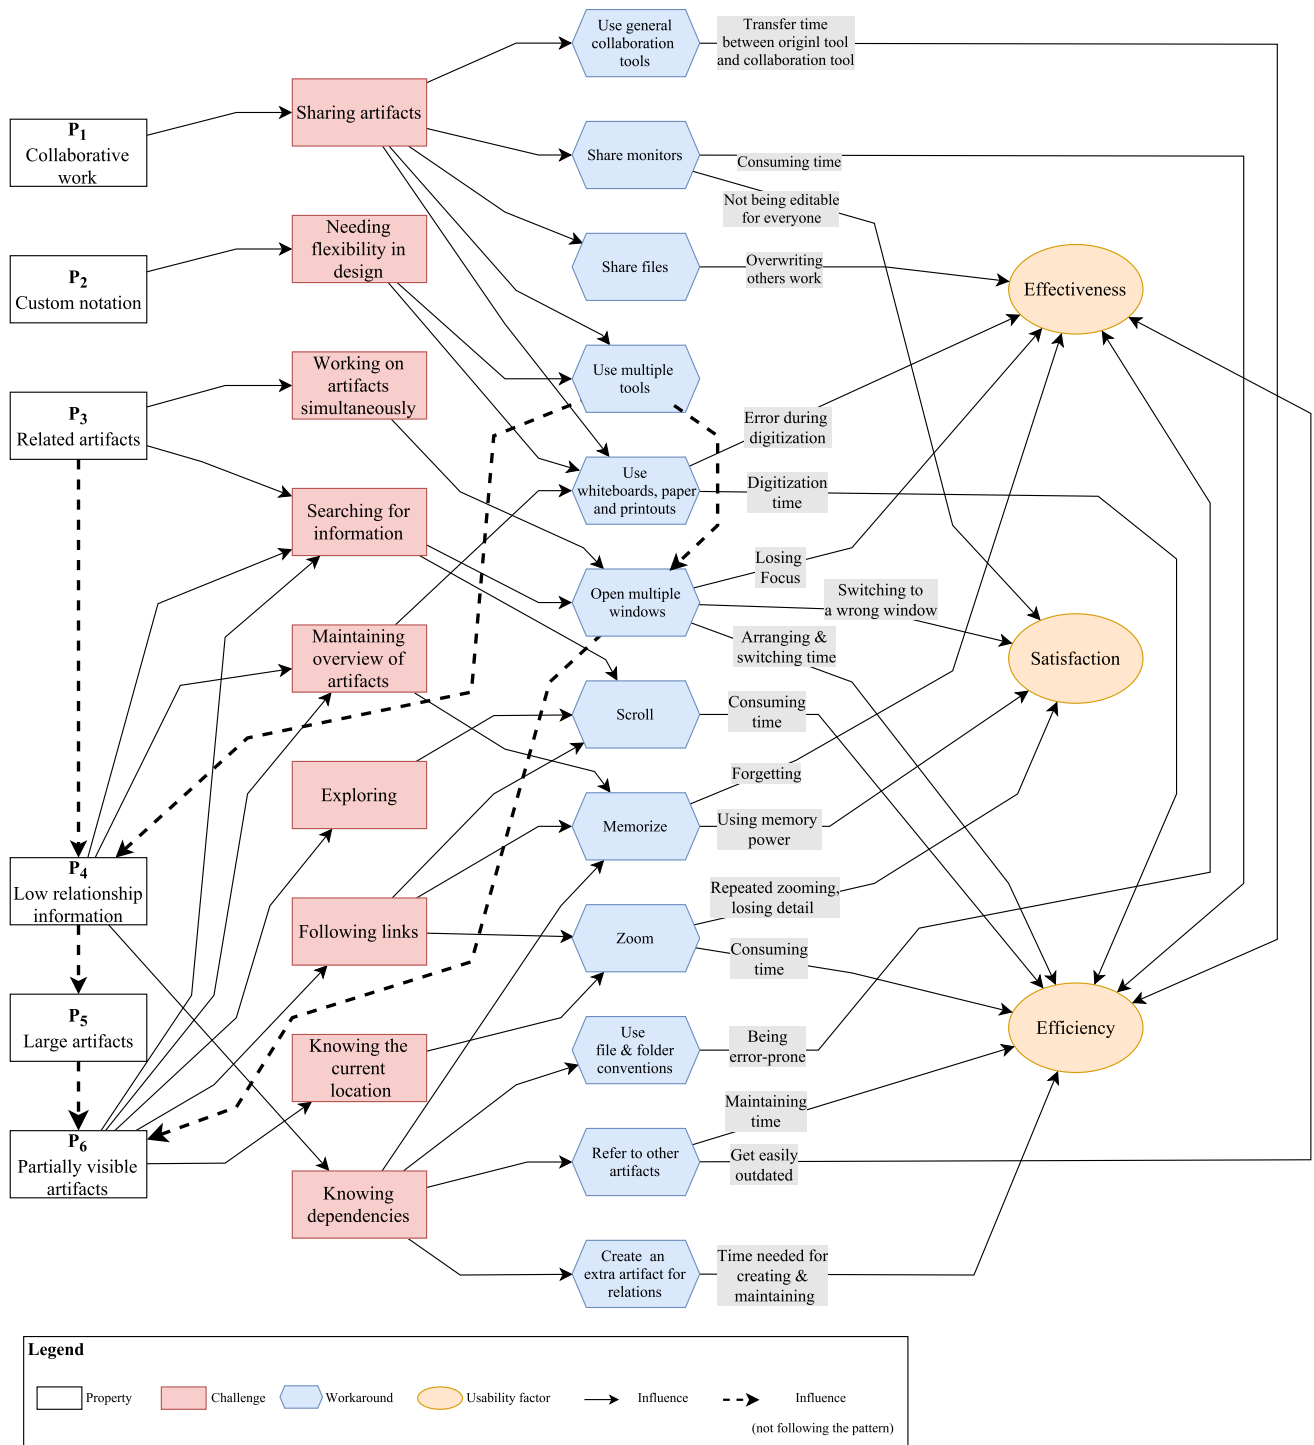 P1
Collaborative
work
P2
Custom notation
P3
Related artifacts
P4
Low relationship
information
P5
Large artifacts
P6
Partially visible
artifacts
Sharing artifacts
Needing
flexibility in
design
Working on
artifacts
simultaneously
Searching for
information
Maintaining
overview of
artifacts
Exploring
Following links
Knowing the
current
location
Knowing
dependencies
Use general
collaboration
tools
Share monitors
Share files
Use multiple
tools
Use
whiteboards, paper
and printouts
Open multiple
windows
Scroll
Memorize
Zoom
Use
file & folder
conventions
Refer to other
artifacts
Create an
extra artifact for
relations
Transfer time
between originl tool
and collaboration tool
Consuming time
Not being editable
for everyone
Overwriting
others work
Error during
digitization
Digitization
time
Losing
Focus
Switching to
a wrong window
Arranging &
switching time
Consuming
time
Forgetting
Using memory
power
Repeated zooming,
losing detail
Consuming
time
Being
error-prone
Maintaining
time
Get easily
outdated
Time needed for
creating &
maintaining
Effectiveness
Satisfaction
Efficiency
Legend
Property
Challenge
Workaround
Usability factor
Influence
Influence
(not following the pattern)